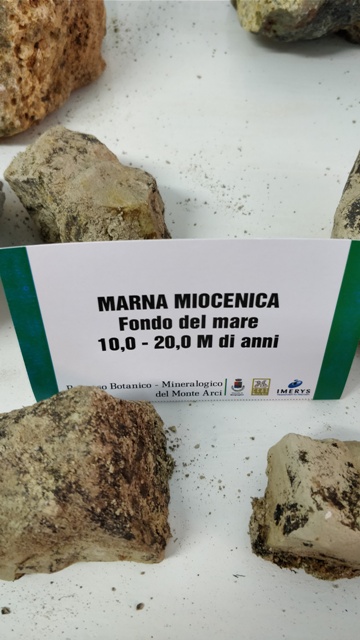 MARNA MIOCENICA
Fondo del mare
10,0 - 20,0 M di anni
Botanico - Mineralogico
del Monte Arci
IMERYS